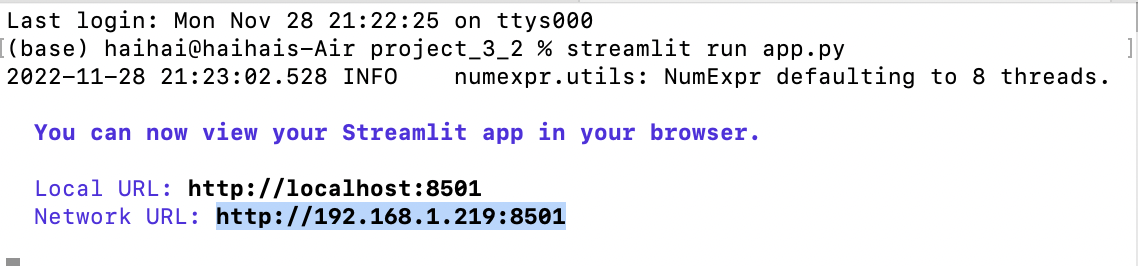 Last login: Mon Nov 28 21:22:25 on ttys000
[(base) haihai@haihais-Air project_3_2 % streamlit run app.py ]
2022-11-28 21:23:02.528 INFO    numexpr.utils: NumExpr defaulting to 8 threads.
You can now view your Streamlit app in your browser.
Local URL: http://localhost:8501
Network URL: http://192.168.1.219:8501